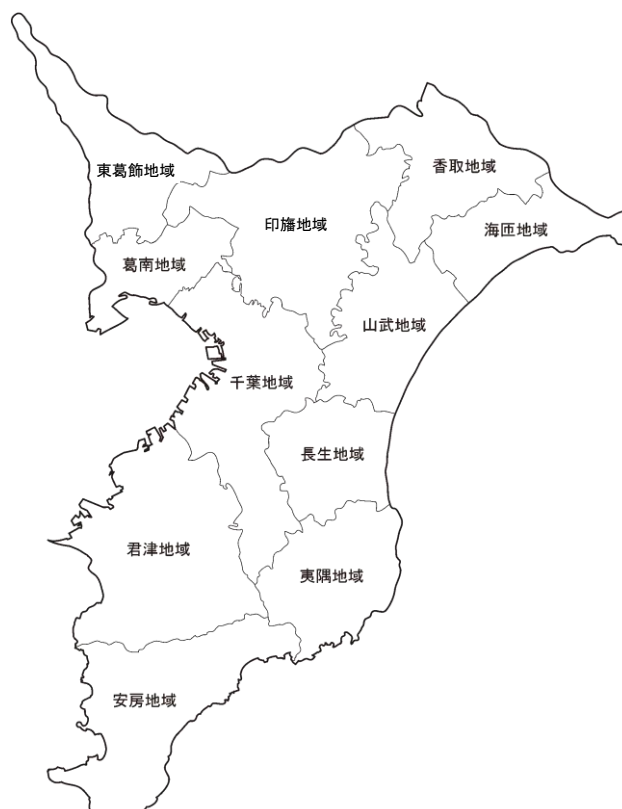 東葛飾地域
香取地域
印旛地域
海匝地域
葛南地域
山武地域
千葉地域
長生地域
君津地域
夷隅地域
安房地域